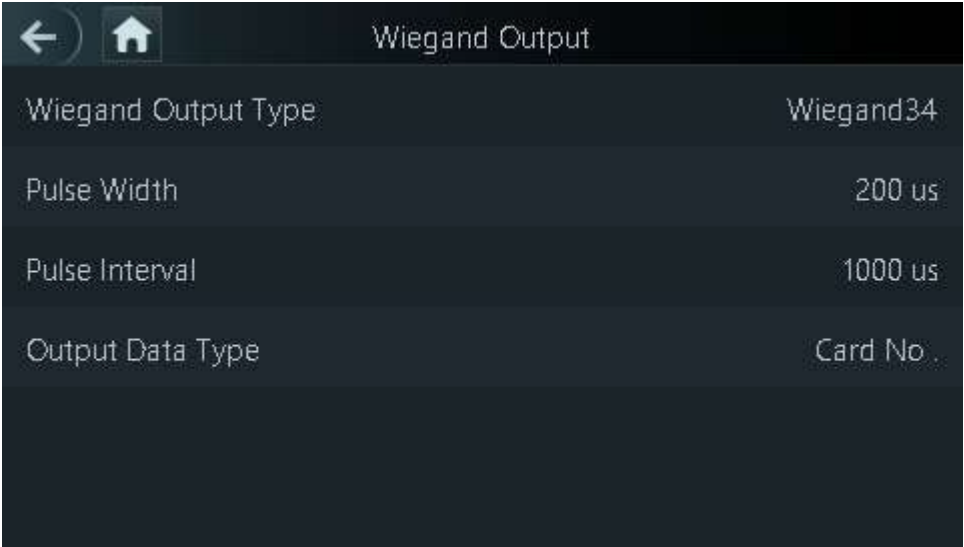 Wiegand Output
Wiegand Output Type Wiegand34
Pulse Width 200 us
Pulse Interval 1000 us
Output Data Type Card No .